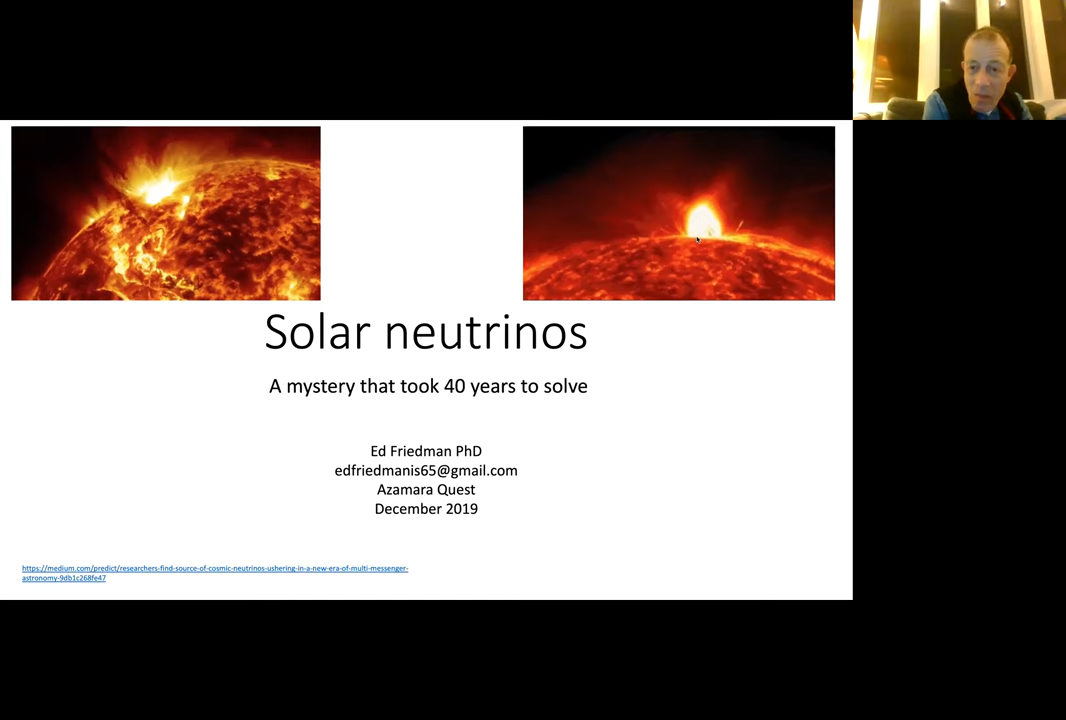 Solar neutrinos
A mystery that took 40 years to solve
Ed Friedman PhD
edfriedmanis65@gmail.com
Azamara Quest
December 2019
https://medium.com/predict/researchers-find-source-of-cosmic-neutrinos-ushering-in-a-new-era-of-multi-messenger-
astronomy-9db1c268fe47